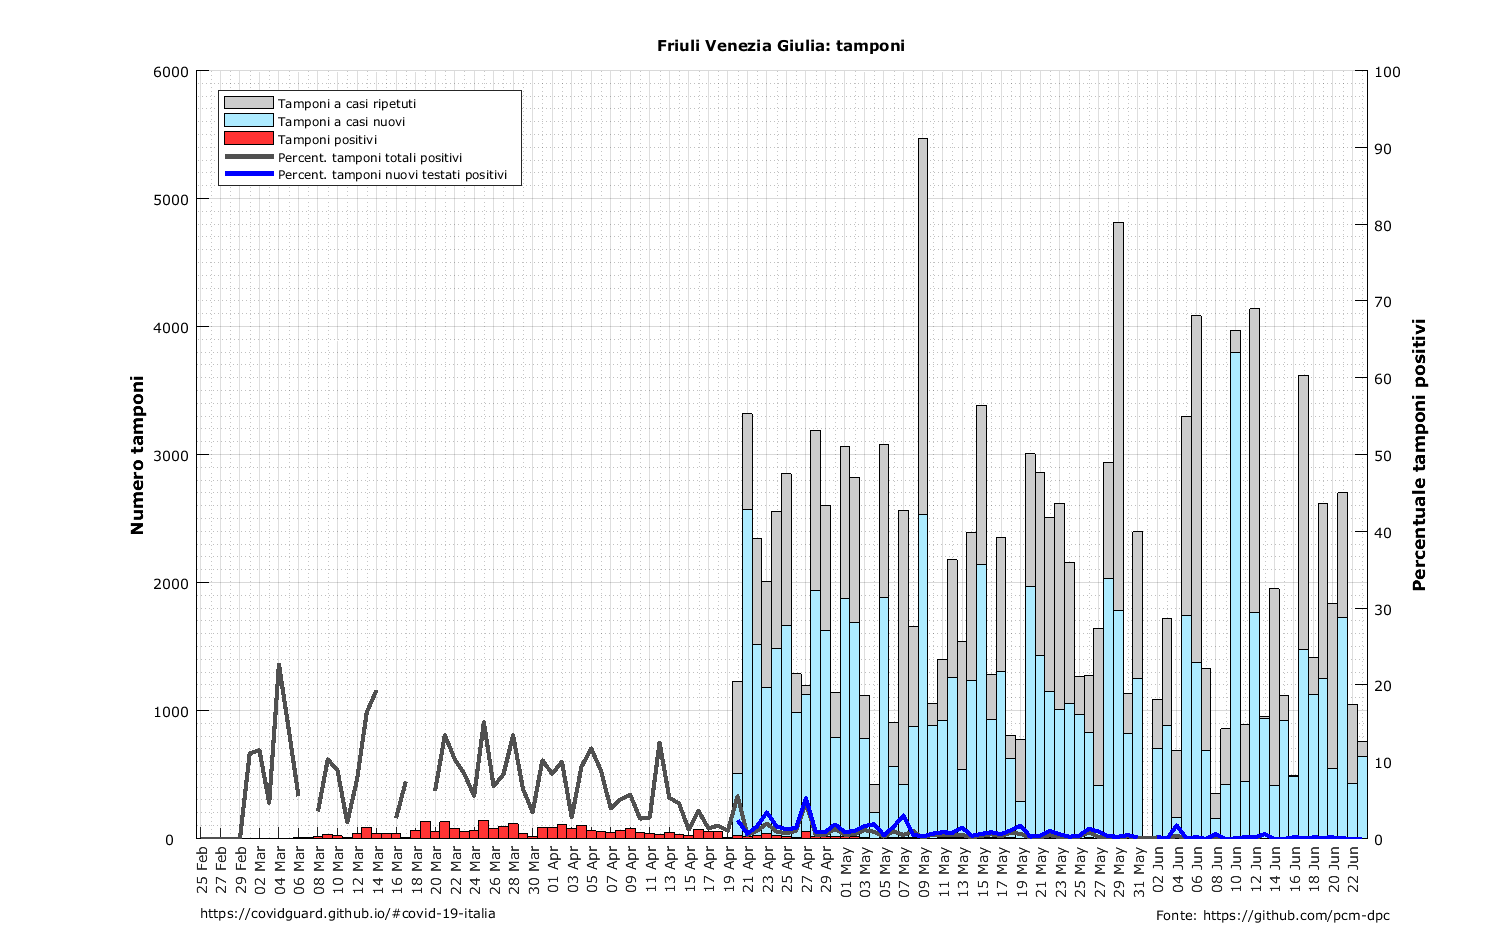 Friuli Venezia Giulia: tamponi
Tamponi a casi ripetuti
Tamponi a casi nuovi
Tamponi positivi
Percent. tamponi totali positivi
Percent. tamponi nuovi testati positivi
Numero tamponi
6000
5000
4000
3000
2000
1000
0
100
90
80
70
60
50
40
30
20
10
0
Percentuale tamponi positivi
25 Feb
27 Feb
29 Feb
02 Mar
04 Mar
06 Mar
08 Mar
10 Mar
12 Mar
14 Mar
16 Mar
18 Mar
20 Mar
22 Mar
24 Mar
26 Mar
28 Mar
30 Mar
01 Apr
03 Apr
05 Apr
07 Apr
09 Apr
11 Apr
13 Apr
15 Apr
17 Apr
19 Apr
21 Apr
23 Apr
25 Apr
27 Apr
29 Apr
01 May
03 May
05 May
07 May
09 May
11 May
13 May
15 May
17 May
19 May
21 May
23 May
25 May
27 May
29 May
31 May
02 Jun
04 Jun
06 Jun
08 Jun
10 Jun
12 Jun
14 Jun
16 Jun
18 Jun
20 Jun
22 Jun
https://covidguard.github.io/#covid-19-italia
Fonte: https://github.com/pcm-dpc